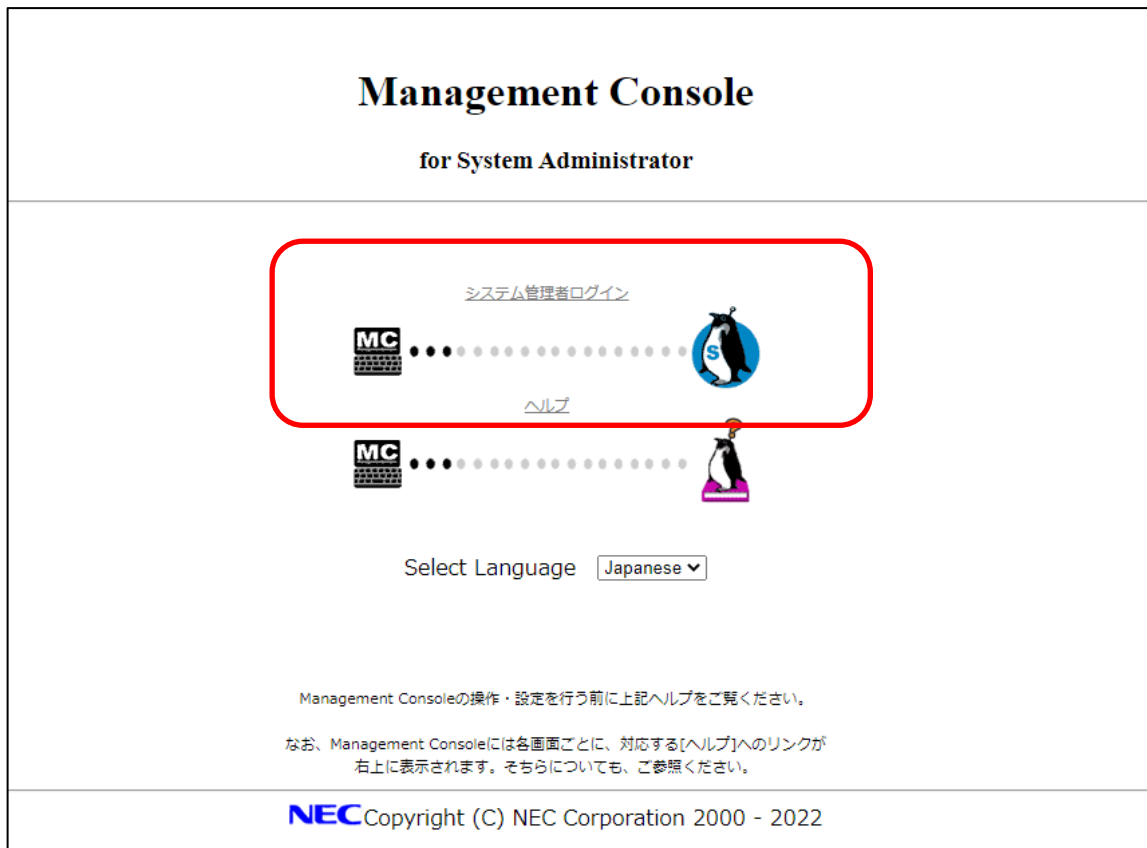 Management Console
for System Administrator
システム管理者ログイン
MC
S
ヘルプ
MC
?
Select Language Japanese
Management Consoleの操作・設定を行う前に上記ヘルプをご覧ください。
なお、Management Consoleには各画面ごとに、対応する[ヘルプ]へのリンクが
右上に表示されます。そちらについても、ご参照ください。
NEC Copyright (C) NEC Corporation 2000 - 2022